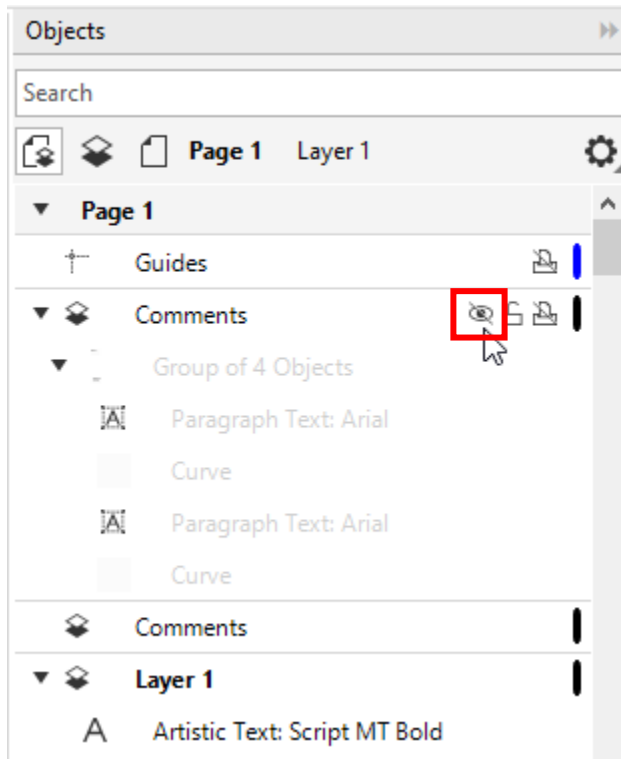 Objects
Search
Page 1 Layer 1
Page 1
Guides
Comments
Group of 4 Objects
Paragraph Text: Arial
Curve
Paragraph Text: Arial
Curve
Comments
Layer 1
A Artistic Text: Script MT Bold